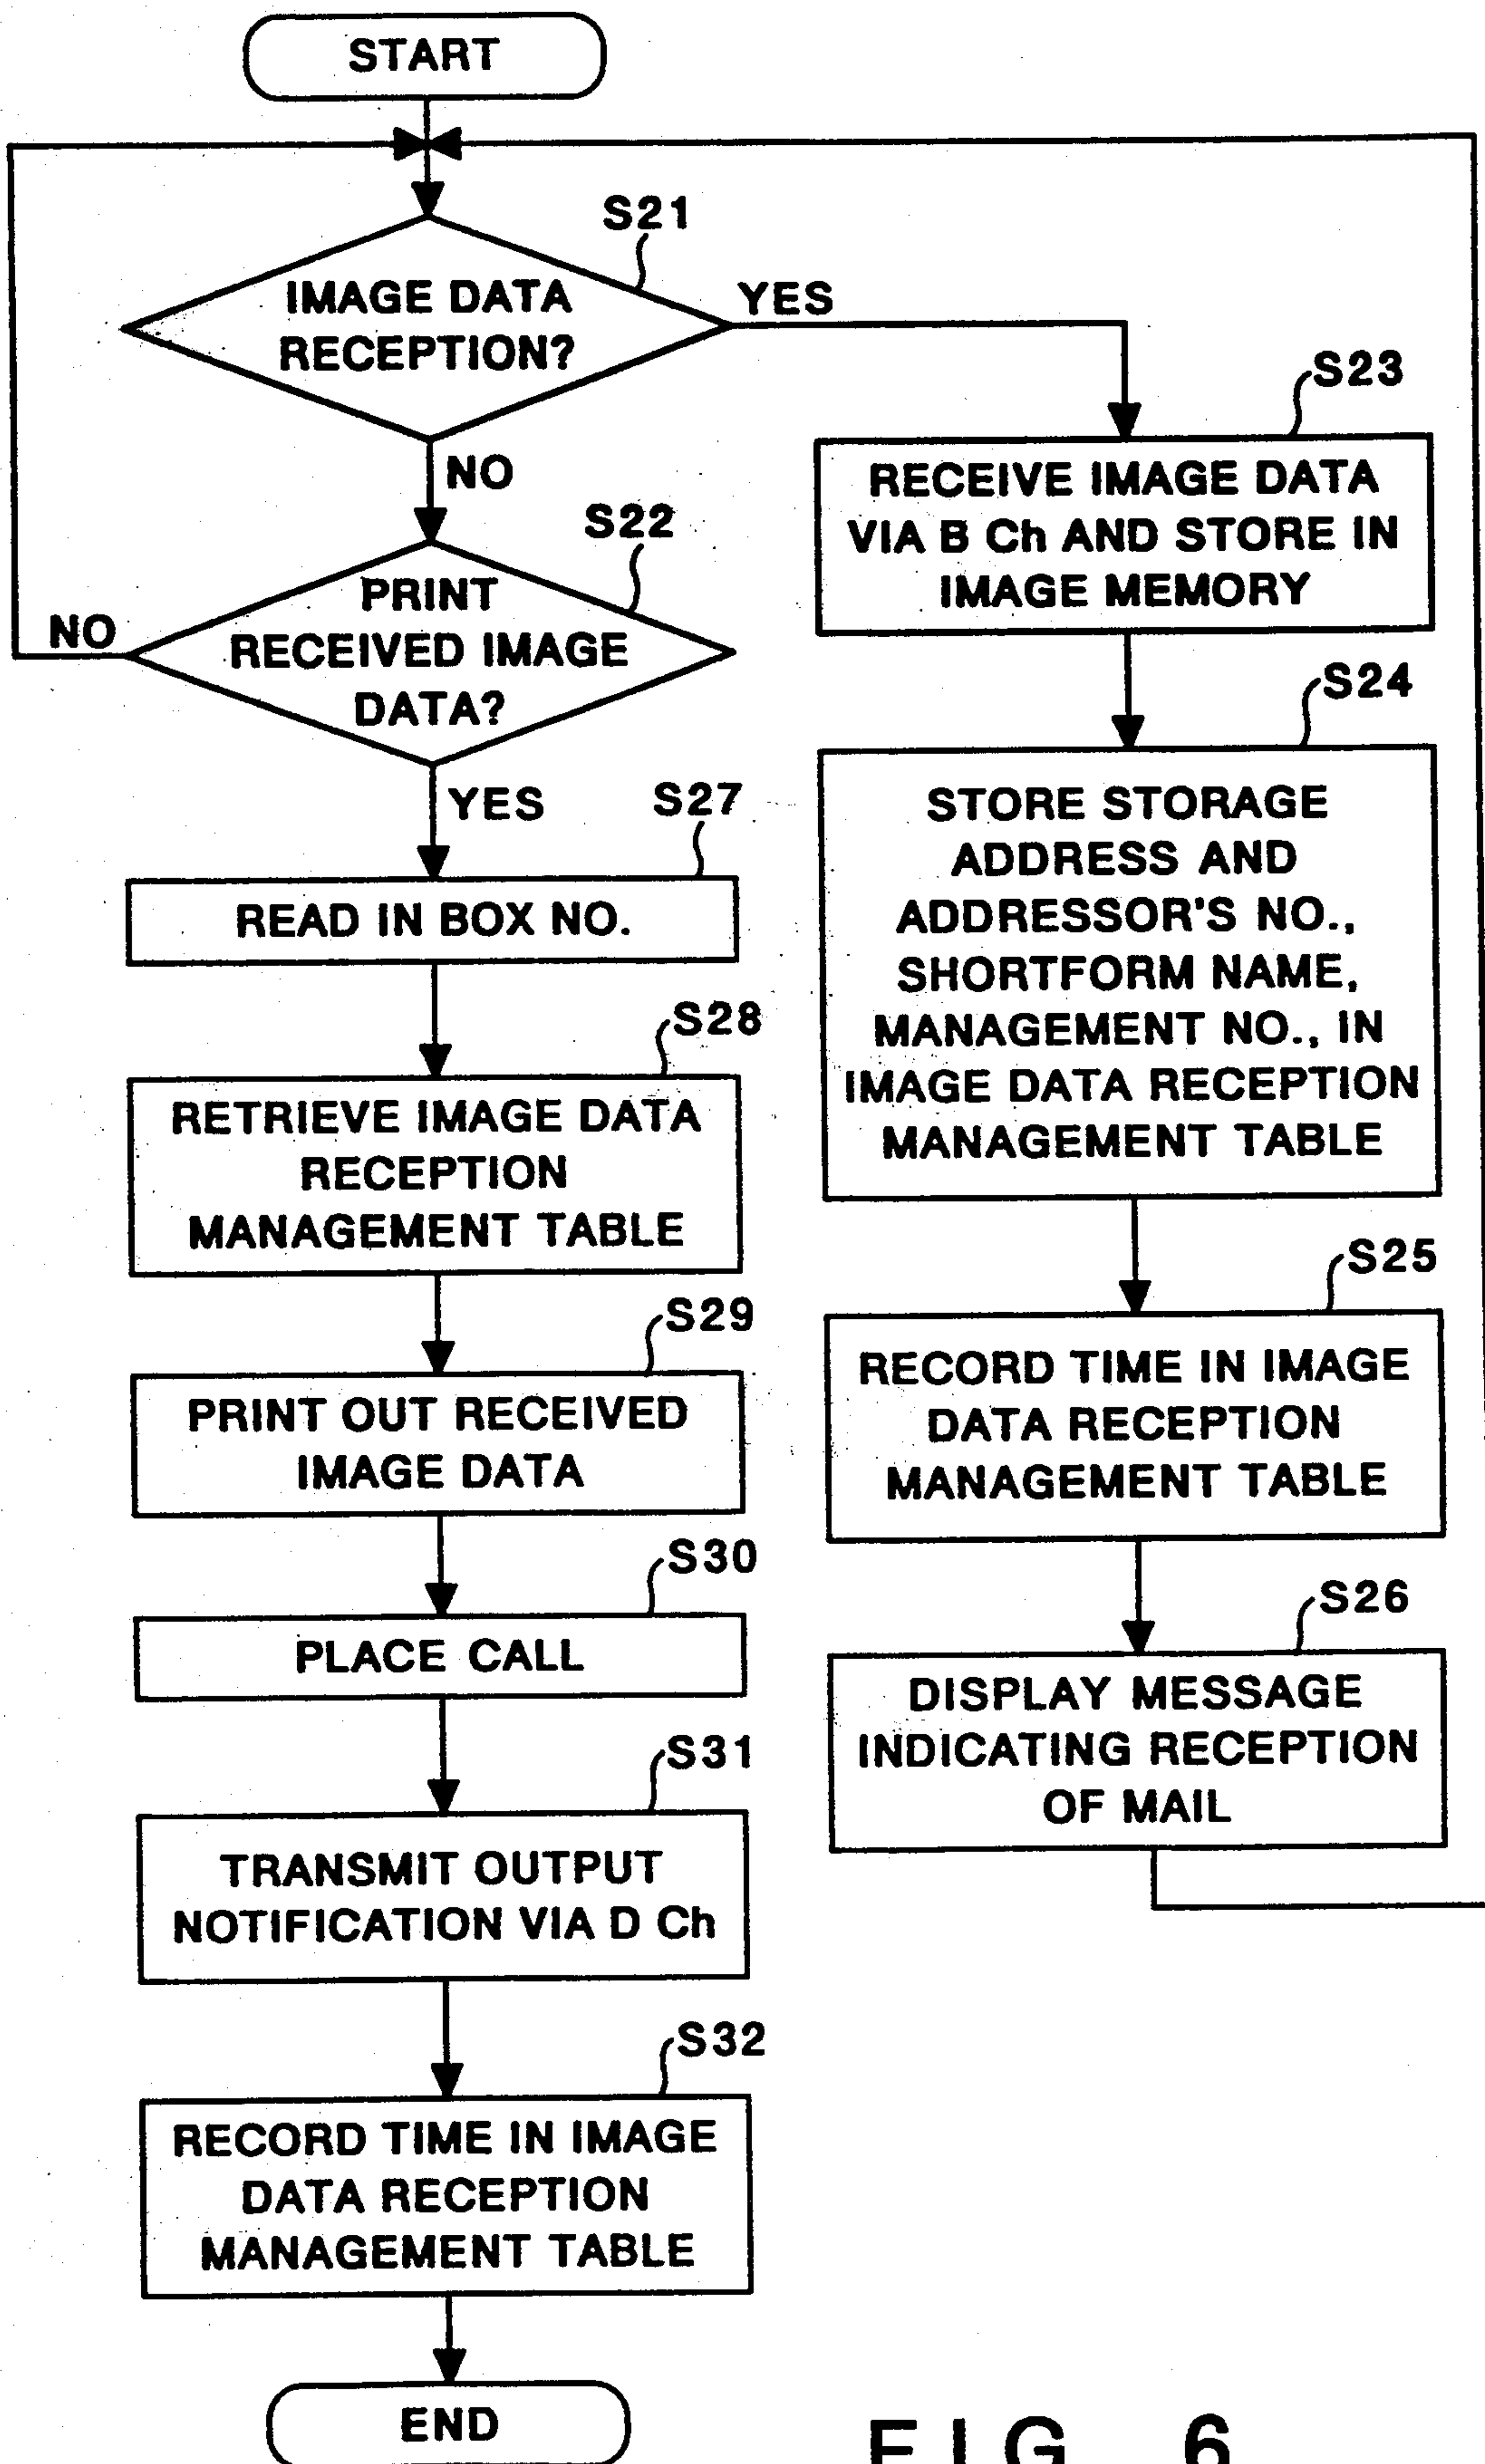 START
S21
IMAGE DATA
RECEPTION?
YES
NO
S22
PRINT
RECEIVED IMAGE
DATA?
NO
YES
S23
RECEIVE IMAGE DATA
VIA B Ch AND STORE IN
IMAGE MEMORY
S24
STORE STORAGE
ADDRESS AND
ADDRESSOR'S NO.,
SHORTFORM NAME,
MANAGEMENT NO., IN
IMAGE DATA RECEPTION
MANAGEMENT TABLE
S25
RECORD TIME IN IMAGE
DATA RECEPTION
MANAGEMENT TABLE
S26
DISPLAY MESSAGE
INDICATING RECEPTION
OF MAIL
S27
READ IN BOX NO.
S28
RETRIEVE IMAGE DATA
RECEPTION
MANAGEMENT TABLE
S29
PRINT OUT RECEIVED
IMAGE DATA
S30
PLACE CALL
S31
TRANSMIT OUTPUT
NOTIFICATION VIA D Ch
S32
RECORD TIME IN IMAGE
DATA RECEPTION
MANAGEMENT TABLE
END
FIG. 6